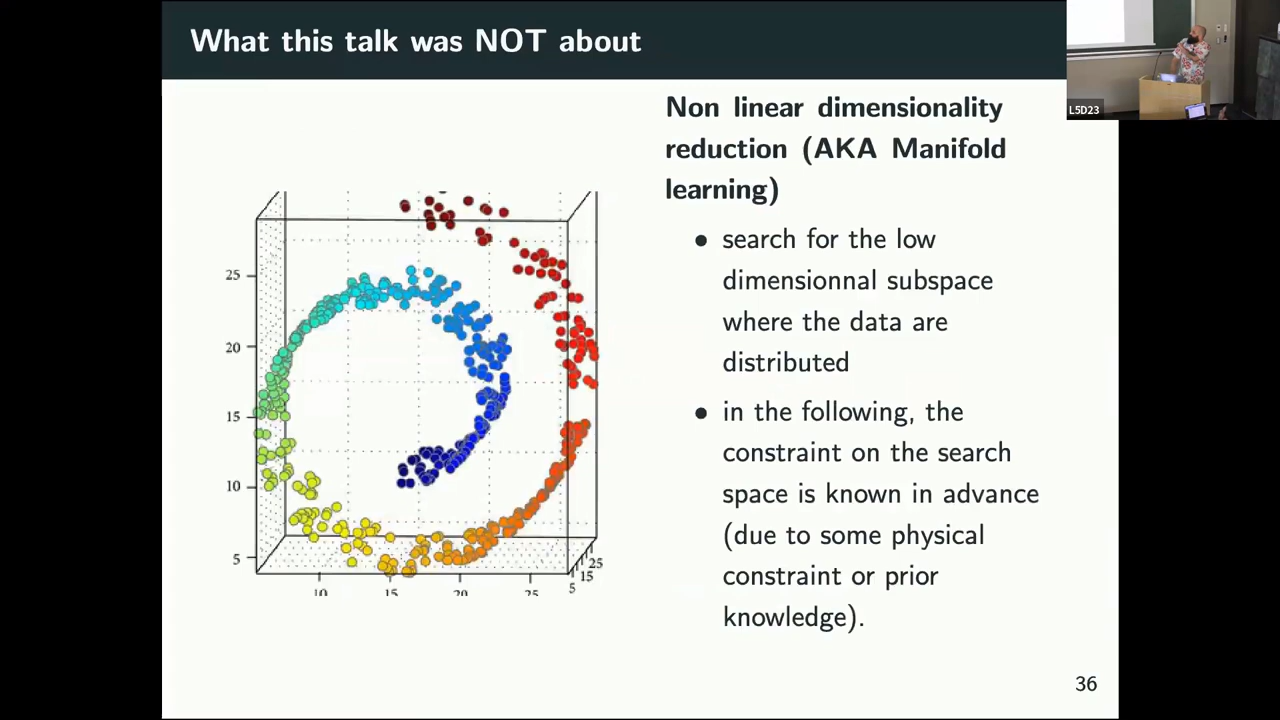 What this talk was NOT about
L5D23
Non linear dimensionality
reduction (AKA Manifold
learning)
• search for the low
dimensionnal subspace
where the data are
distributed
• in the following, the
constraint on the search
space is known in advance
(due to some physical
constraint or prior
knowledge).
25
20
15
10
5
10
15
20
25
5
15
25
36